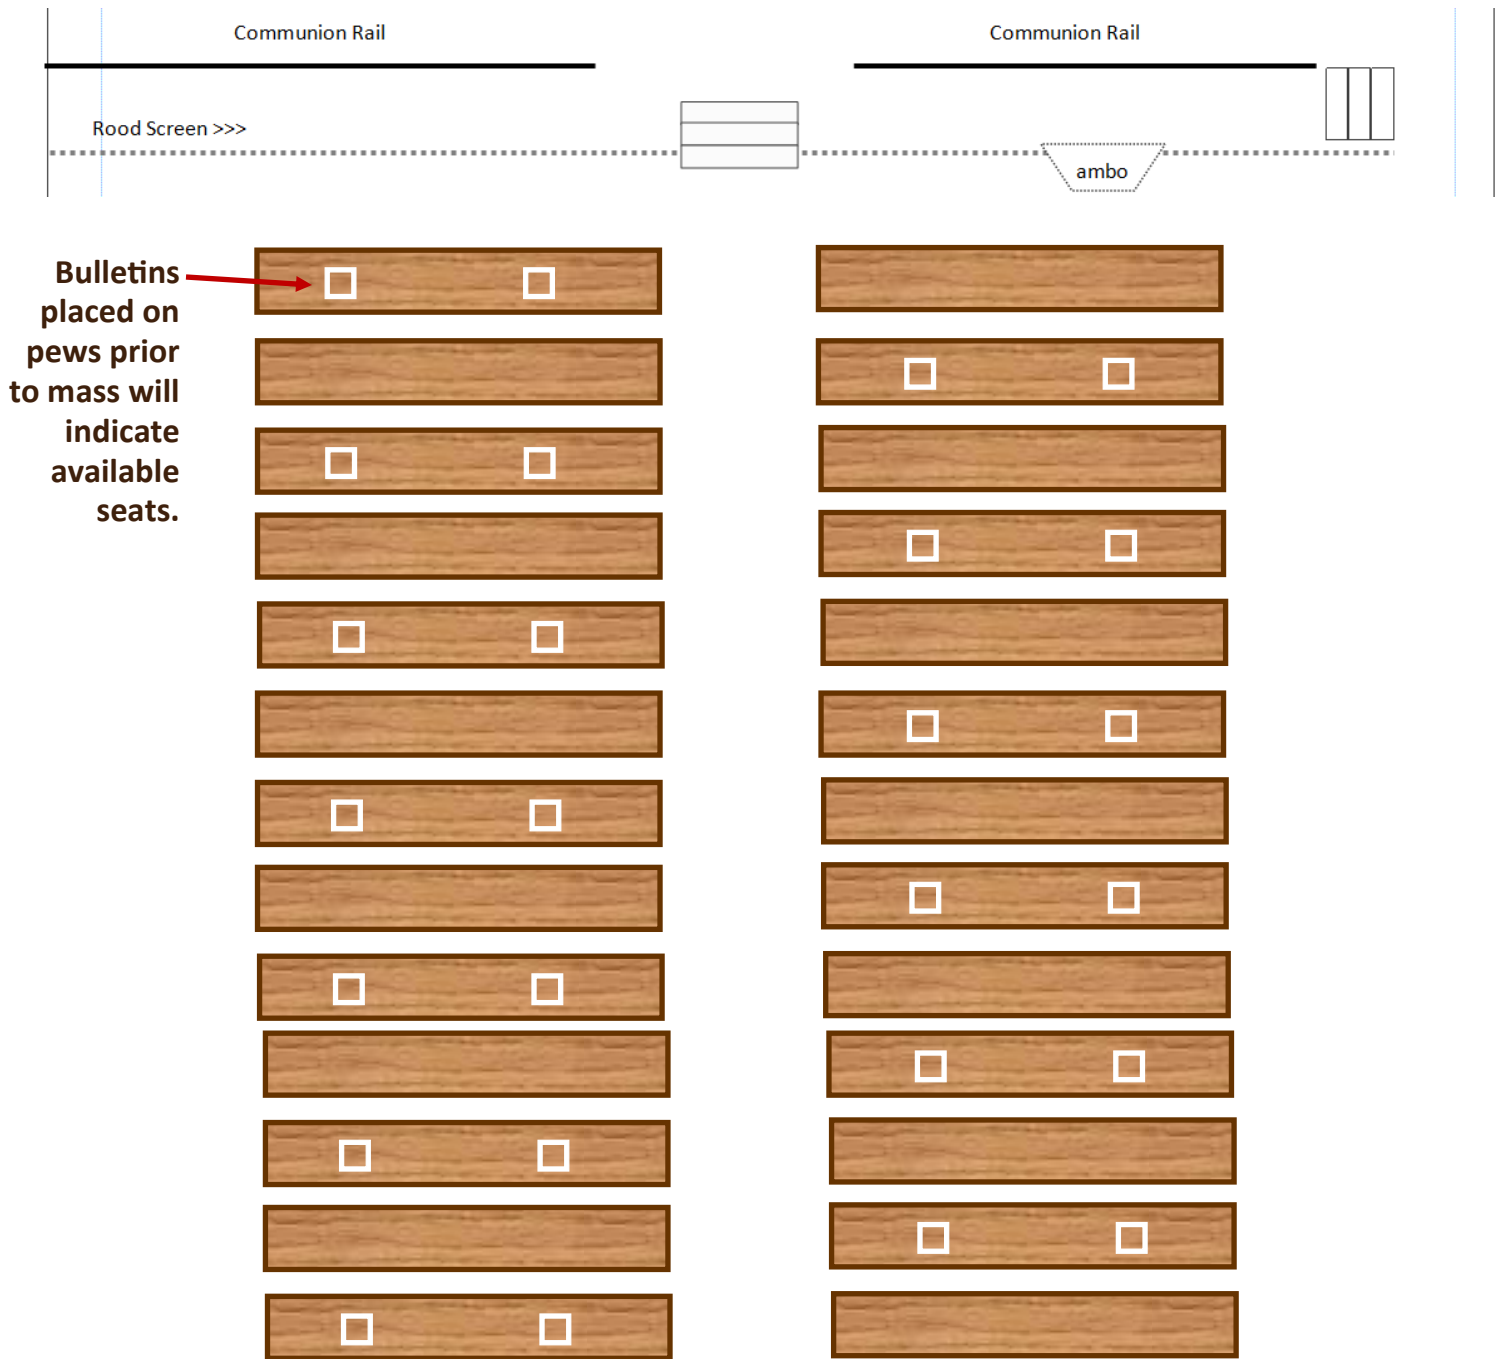 Communion Rail
Communion Rail
Rood Screen >>>
ambo
Bulletins
placed on
pews prior
to mass will
indicate
available
seats.